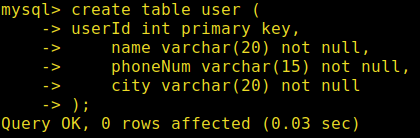 mysql> create table user (
    -> userId int primary key,
    ->     name varchar(20) not null,
    ->     phoneNum varchar(15) not null,
    ->     city varchar(20) not null
    -> );
Query OK, 0 rows affected (0.03 sec)